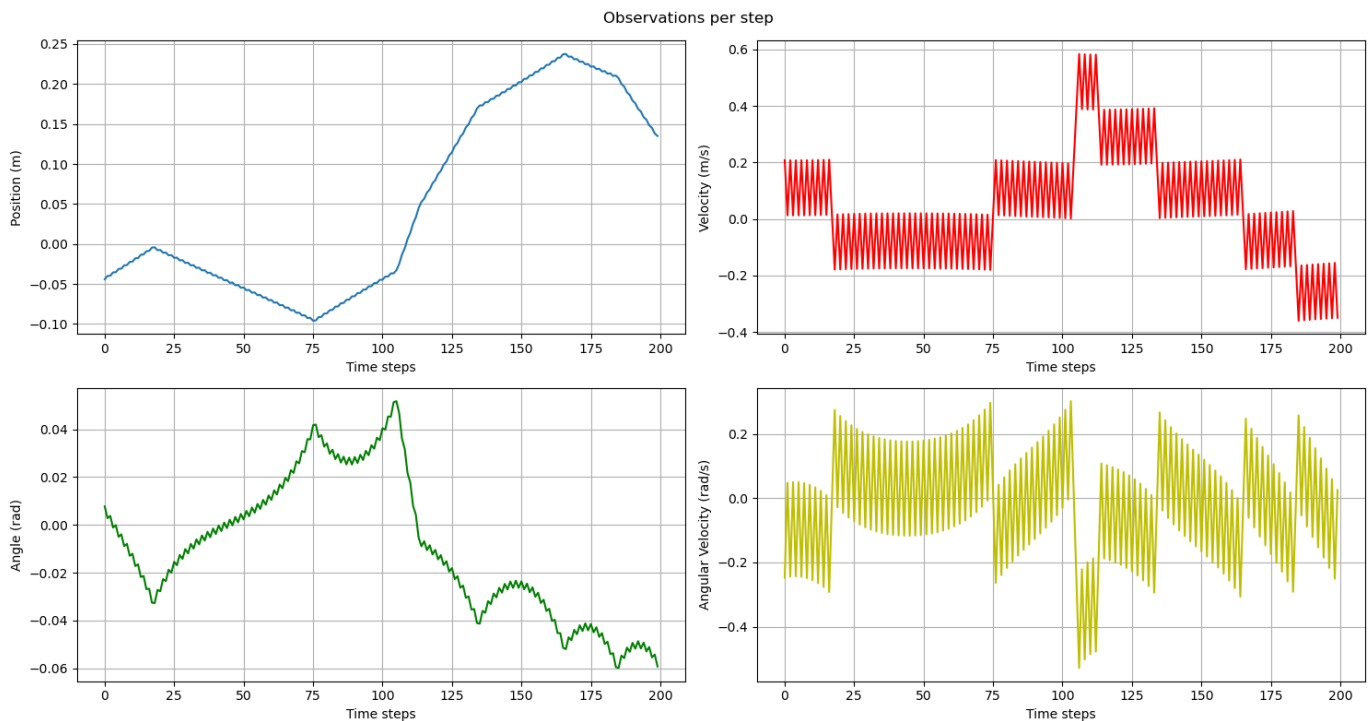 Observations per step
Position (m)
0.25
0.20
0.15
0.10
0.05
0.00
−0.05
−0.10
0 25 50 75 100 125 150 175 200
Time steps
Velocity (m/s)
0.6
0.4
0.2
0.0
−0.2
−0.4
0 25 50 75 100 125 150 175 200
Time steps
Angle (rad)
0.04
0.02
0.00
−0.02
−0.04
−0.06
0 25 50 75 100 125 150 175 200
Time steps
Angular Velocity (rad/s)
0.2
0.0
−0.2
−0.4
0 25 50 75 100 125 150 175 200
Time steps